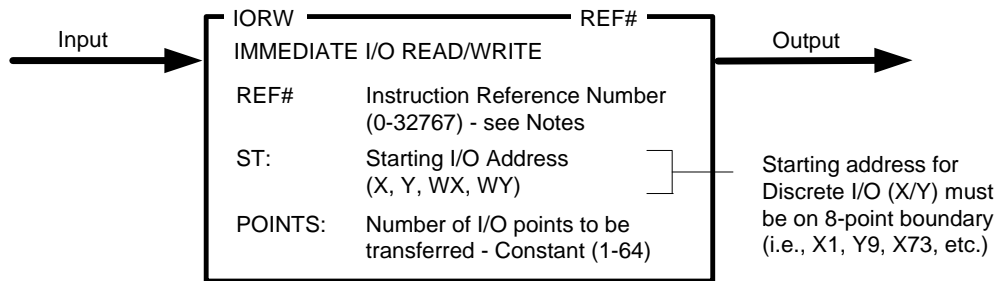 IORW REF#
Input
IMMEDIATE I/O READ/WRITE
Output
REF# Instruction Reference Number
(0-32767) - see Notes
ST: Starting I/O Address
(X, Y, WX, WY)
Starting address for
Discrete I/O (X/Y) must
be on 8-point boundary
(i.e., X1, Y9, X73, etc.)
POINTS: Number of I/O points to be
transferred - Constant (1-64)